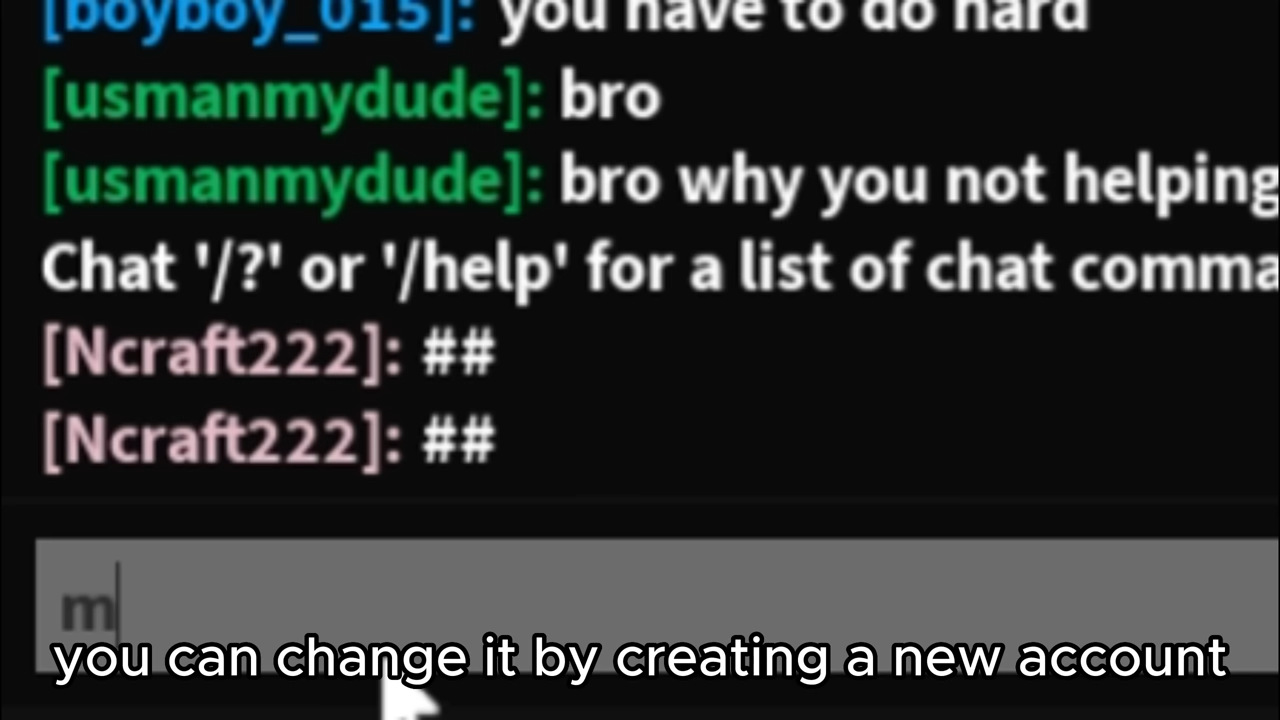 [boyboy_015]: you have to do hard
[usmanmydude]: bro
[usmanmydude]: bro why you not helping
Chat '/?' or '/help' for a list of chat comma
[Ncraft222]: ##
[Ncraft222]: ##
m
you can change it by creating a new account